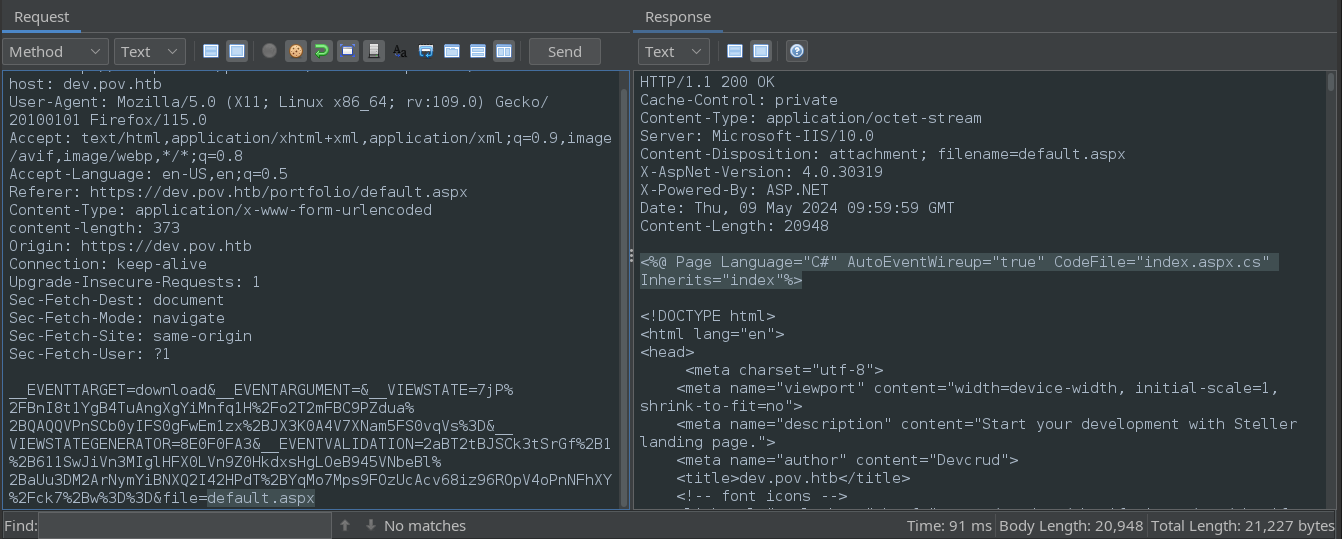 Request
Method Text Aa Send
host: dev.pov.htb
User-Agent: Mozilla/5.0 (X11; Linux x86_64; rv:109.0) Gecko/
20100101 Firefox/115.0
Accept: text/html,application/xhtml+xml,application/xml;q=0.9,image
/avif,image/webp,*/*;q=0.8
Accept-Language: en-US,en;q=0.5
Referer: https://dev.pov.htb/portfolio/default.aspx
Content-Type: application/x-www-form-urlencoded
content-length: 373
Origin: https://dev.pov.htb
Connection: keep-alive
Upgrade-Insecure-Requests: 1
Sec-Fetch-Dest: document
Sec-Fetch-Mode: navigate
Sec-Fetch-Site: same-origin
Sec-Fetch-User: ?1
__EVENTTARGET=download&__EVENTARGUMENT=&__VIEWSTATE=7jP%
2FBnI8t1YgB4TuAngXgYiMnfq1H%2Fo2T2mFBC9PZdua%
2BQAQQVPnSCb0yIFS0gFwEm1zx%2BJX3K0A4V7XNam5FS0vqVs%3D&__
VIEWSTATEGENERATOR=8E0F0FA3&__EVENTVALIDATION=2aBT2tBJSCk3tSrGf%2B1
%2B611SwJiVn3MIglHFX0LVn9Z0HkdxsHgLOeB945VNbeBl%
2BaUu3DM2ArNymYiBNXQ2I42HPdT%2BYqMo7Mps9FOzUcAcv68iz96ROpV4oPnNFhXY
%2Fck7%2Bw%3D%3D&file=default.aspx
Find: No matches
Response
Text
HTTP/1.1 200 OK
Cache-Control: private
Content-Type: application/octet-stream
Server: Microsoft-IIS/10.0
Content-Disposition: attachment; filename=default.aspx
X-AspNet-Version: 4.0.30319
X-Powered-By: ASP.NET
Date: Thu, 09 May 2024 09:59:59 GMT
Content-Length: 20948
<%@ Page Language="C#" AutoEventWireup="true" CodeFile="index.aspx.cs"
Inherits="index"%>
<!DOCTYPE html>
<html lang="en">
<head>
<meta charset="utf-8">
<meta name="viewport" content="width=device-width, initial-scale=1,
shrink-to-fit=no">
<meta name="description" content="Start your development with Steller
landing page.">
<meta name="author" content="Devcrud">
<title>dev.pov.htb</title>
<!-- font icons -->
Time: 91 ms Body Length: 20,948 Total Length: 21,227 bytes